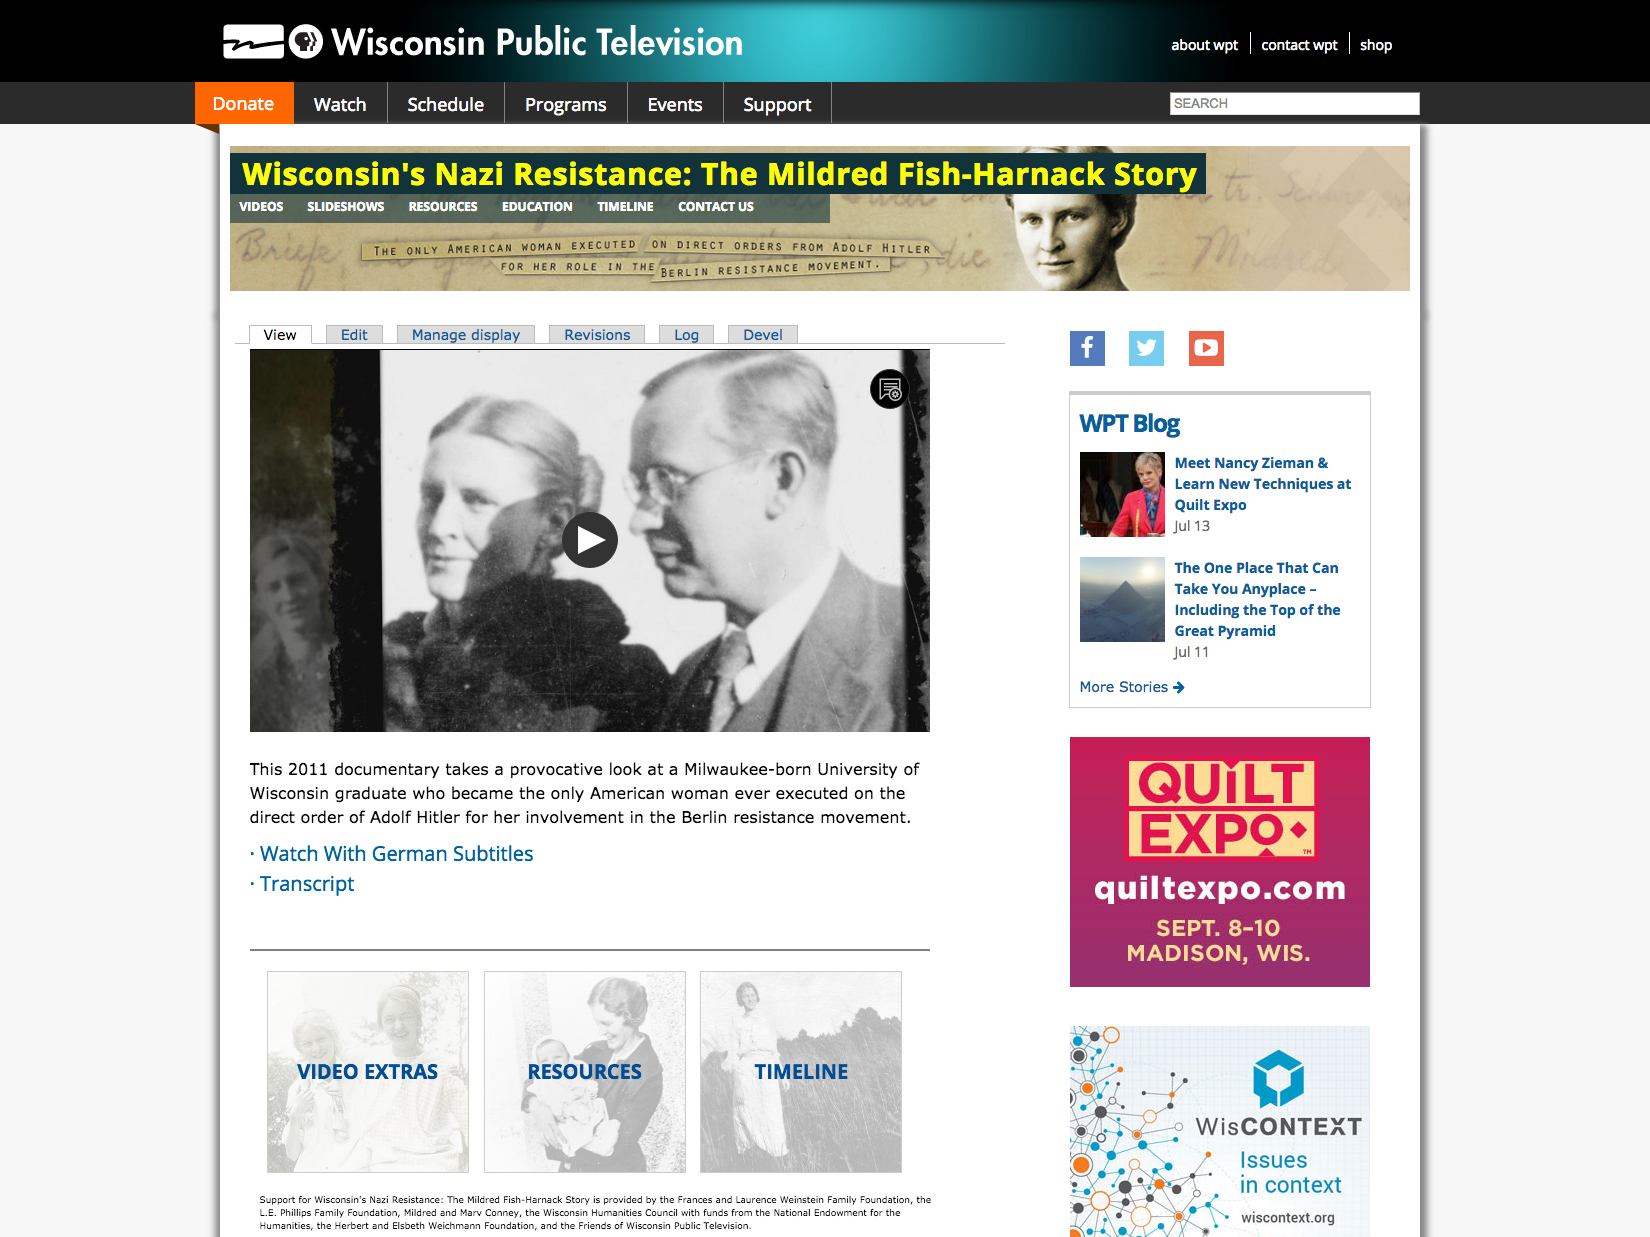 Wisconsin Public Television
about wpt
contact wpt
shop
Donate
Watch
Schedule
Programs
Events
Support
SEARCH
Wisconsin's Nazi Resistance: The Mildred Fish-Harnack Story
VIDEOS
SLIDESHOWS
RESOURCES
EDUCATION
TIMELINE
CONTACT US
Briefe
die
Mildred
THE ONLY AMERICAN WOMAN EXECUTED ON DIRECT ORDERS FROM ADOLF HITLER
FOR HER ROLE IN THE BERLIN RESISTANCE MOVEMENT.
View
Edit
Manage display
Revisions
Log
Devel
This 2011 documentary takes a provocative look at a Milwaukee-born University of
Wisconsin graduate who became the only American woman ever executed on the
direct order of Adolf Hitler for her involvement in the Berlin resistance movement.
· Watch With German Subtitles
· Transcript
VIDEO EXTRAS
RESOURCES
TIMELINE
Support for Wisconsin's Nazi Resistance: The Mildred Fish-Harnack Story is provided by the Frances and Laurence Weinstein Family Foundation, the
L.E. Phillips Family Foundation, Mildred and Marv Conney, the Wisconsin Humanities Council with funds from the National Endowment for the
Humanities, the Herbert and Elsbeth Weichmann Foundation, and the Friends of Wisconsin Public Television.
WPT Blog
Meet Nancy Zieman &
Learn New Techniques at
Quilt Expo
Jul 13
The One Place That Can
Take You Anyplace –
Including the Top of the
Great Pyramid
Jul 11
More Stories
QUILT
EXPO
TM
quiltexpo.com
SEPT. 8–10
MADISON, WIS.
WisCONTEXT
Issues
in context
wiscontext.org